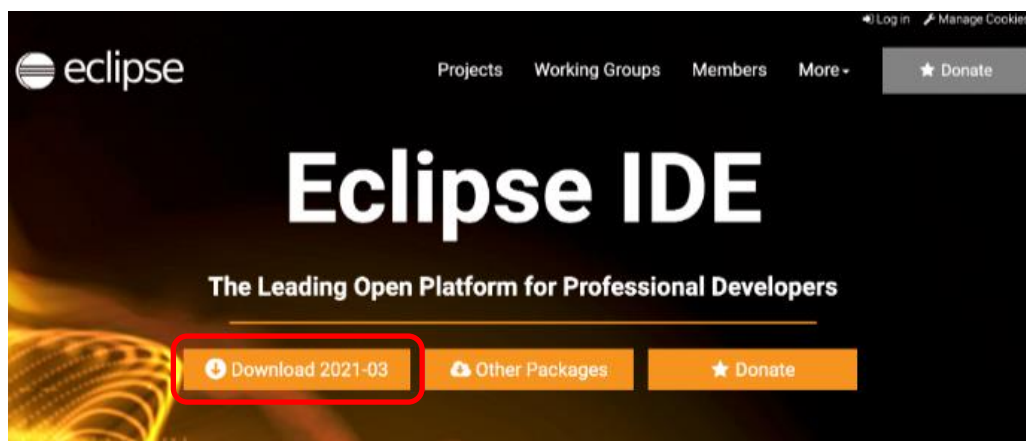 Log in Manage Cookies
eclipse Projects Working Groups Members More Donate
Eclipse IDE
The Leading Open Platform for Professional Developers
Download 2021-03 Other Packages Donate